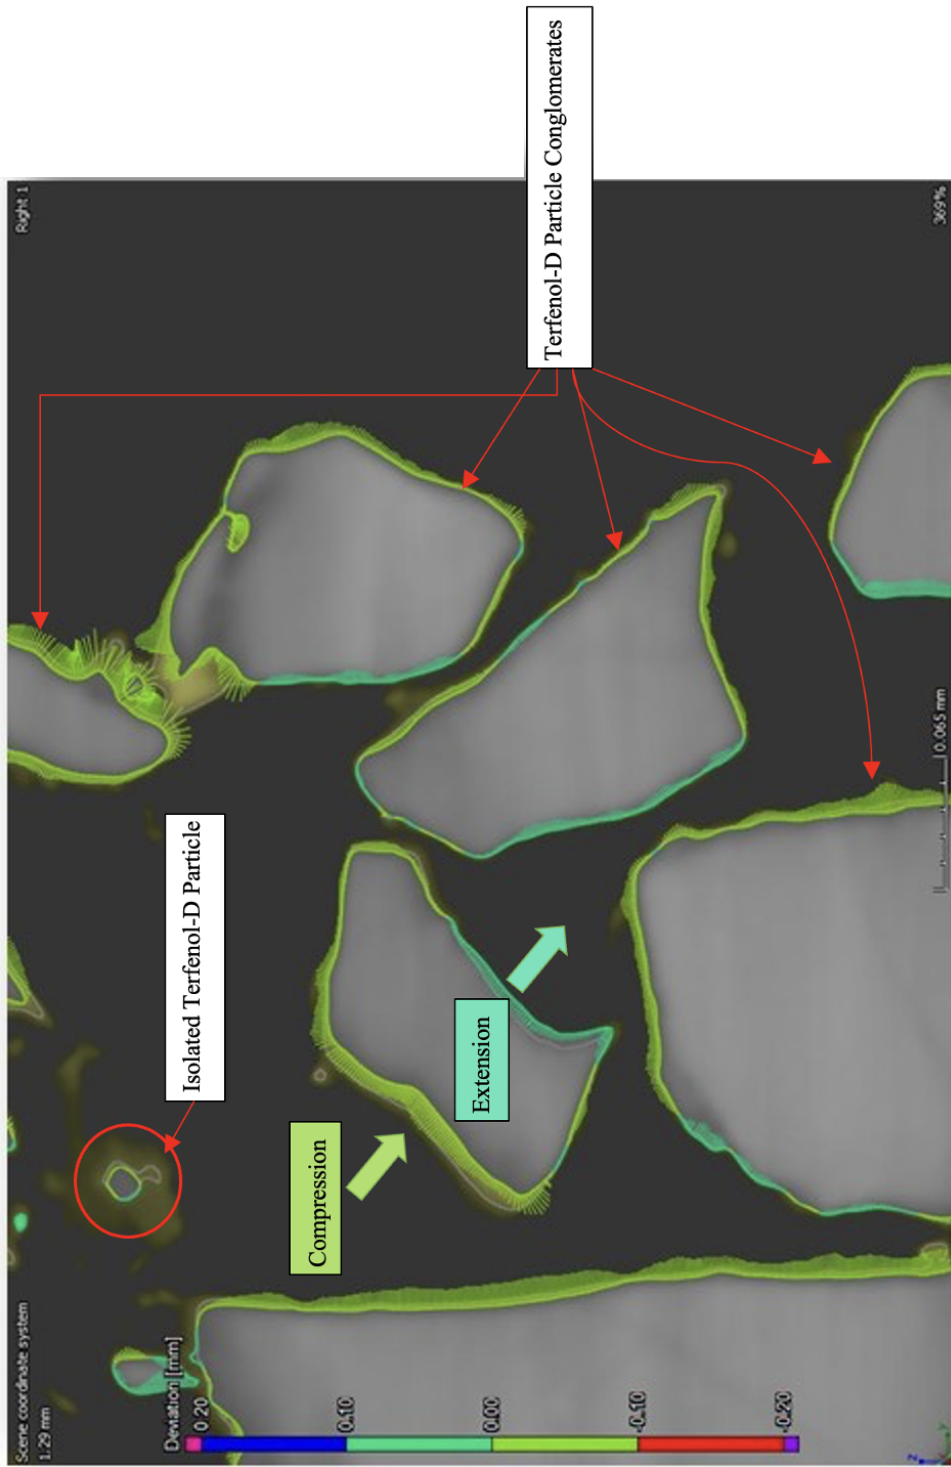 Scene coordinate system
1.29 mm
Right 1
Isolated Terfenol-D Particle
Terfenol-D Particle Conglomerates
Compression
Extension
Deviation [mm]
0.20
0.10
0.00
-0.10
-0.20
0.065 mm
369%
z
y